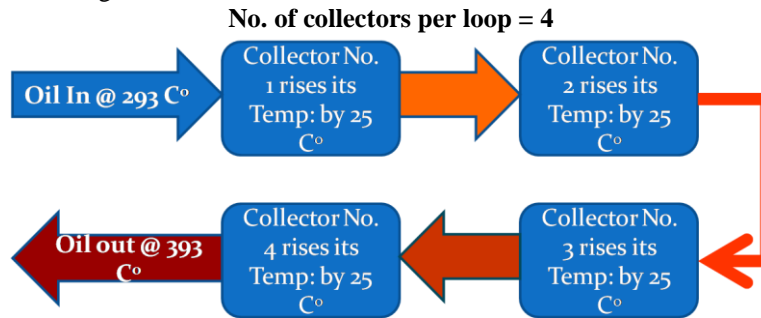 No. of collectors per loop = 4
Oil In @ 293 C°
Collector No.
1 rises its
Temp: by 25
C°
Collector No.
2 rises its
Temp: by 25
C°
Oil out @ 393
C°
Collector No.
4 rises its
Temp: by 25
C°
Collector No.
3 rises its
Temp: by 25
C°